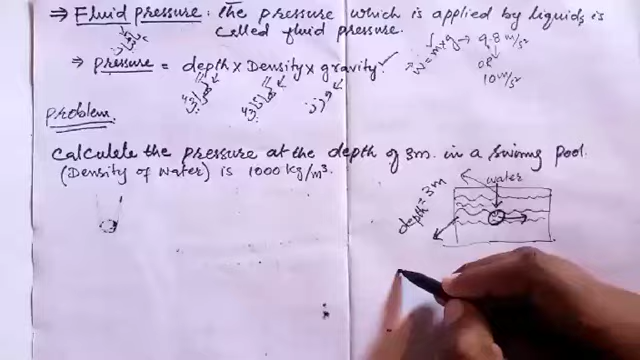 ⇒ Fluid pressure: the pressure which is applied by liquids is
called fluid pressure.
⇒ Pressure = depth × Density × gravity.
W = m×g → 9.8 m/s²
OR
10 m/s²
Problem
Calculate the pressure at the depth of 3m in a swimg pool.
(Density of water) is 1000 kg/m³.
water
depth = 3m